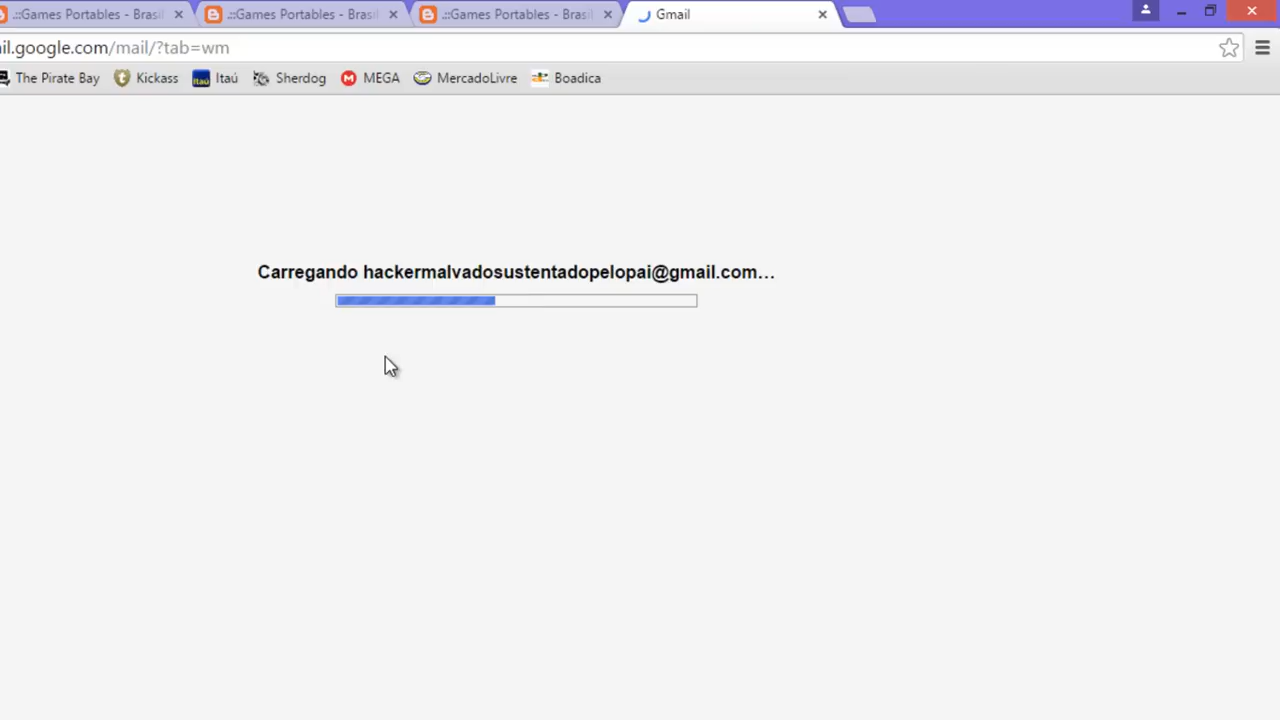 .::Games Portables - Brasil
.::Games Portables - Brasil
.::Games Portables - Brasil
Gmail
il.google.com/mail/?tab=wm
The Pirate Bay
Kickass
Itaú
Itaú
Sherdog
MEGA
MercadoLivre
Boadica
Carregando hackermalvadosustentadopelopai@gmail.com…